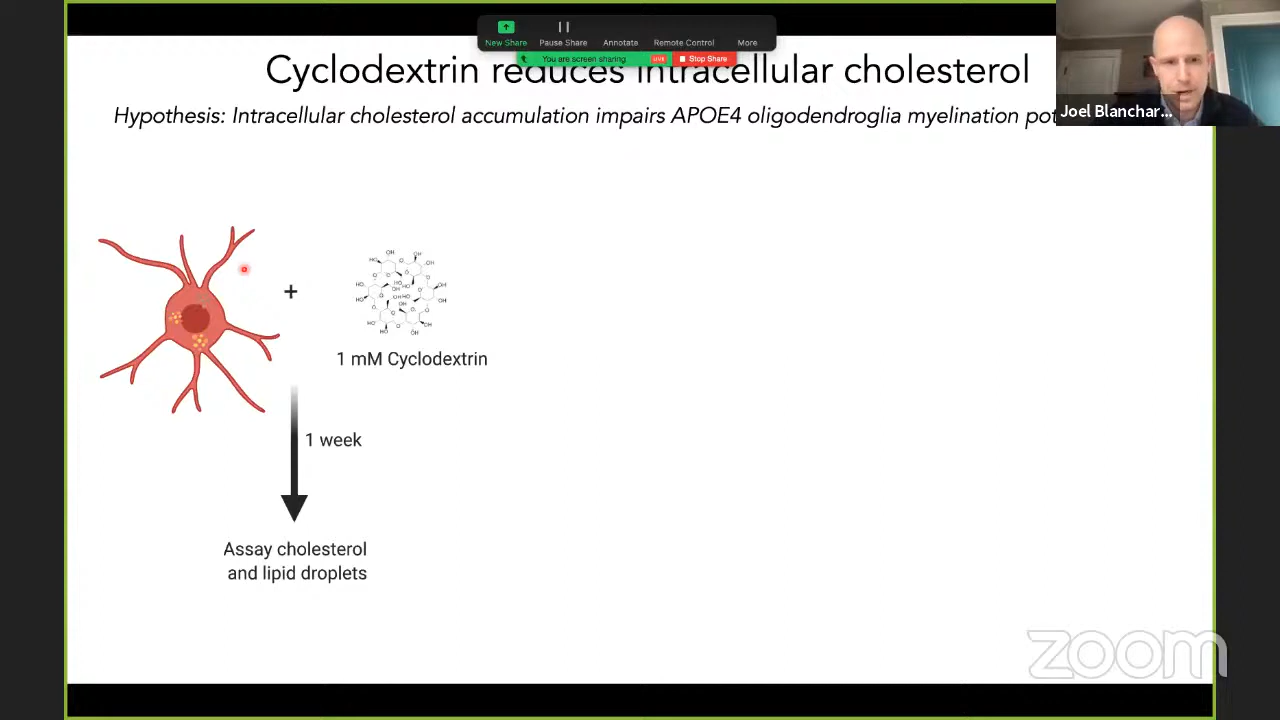 New Share Pause Share Annotate Remote Control More
You are screen sharing LIVE Stop Share
Cyclodextrin reduces intracellular cholesterol
Hypothesis: Intracellular cholesterol accumulation impairs APOE4 oligodendroglia myelination
Joel Blanchar...
+
1 mM Cyclodextrin
1 week
Assay cholesterol
and lipid droplets
zoom